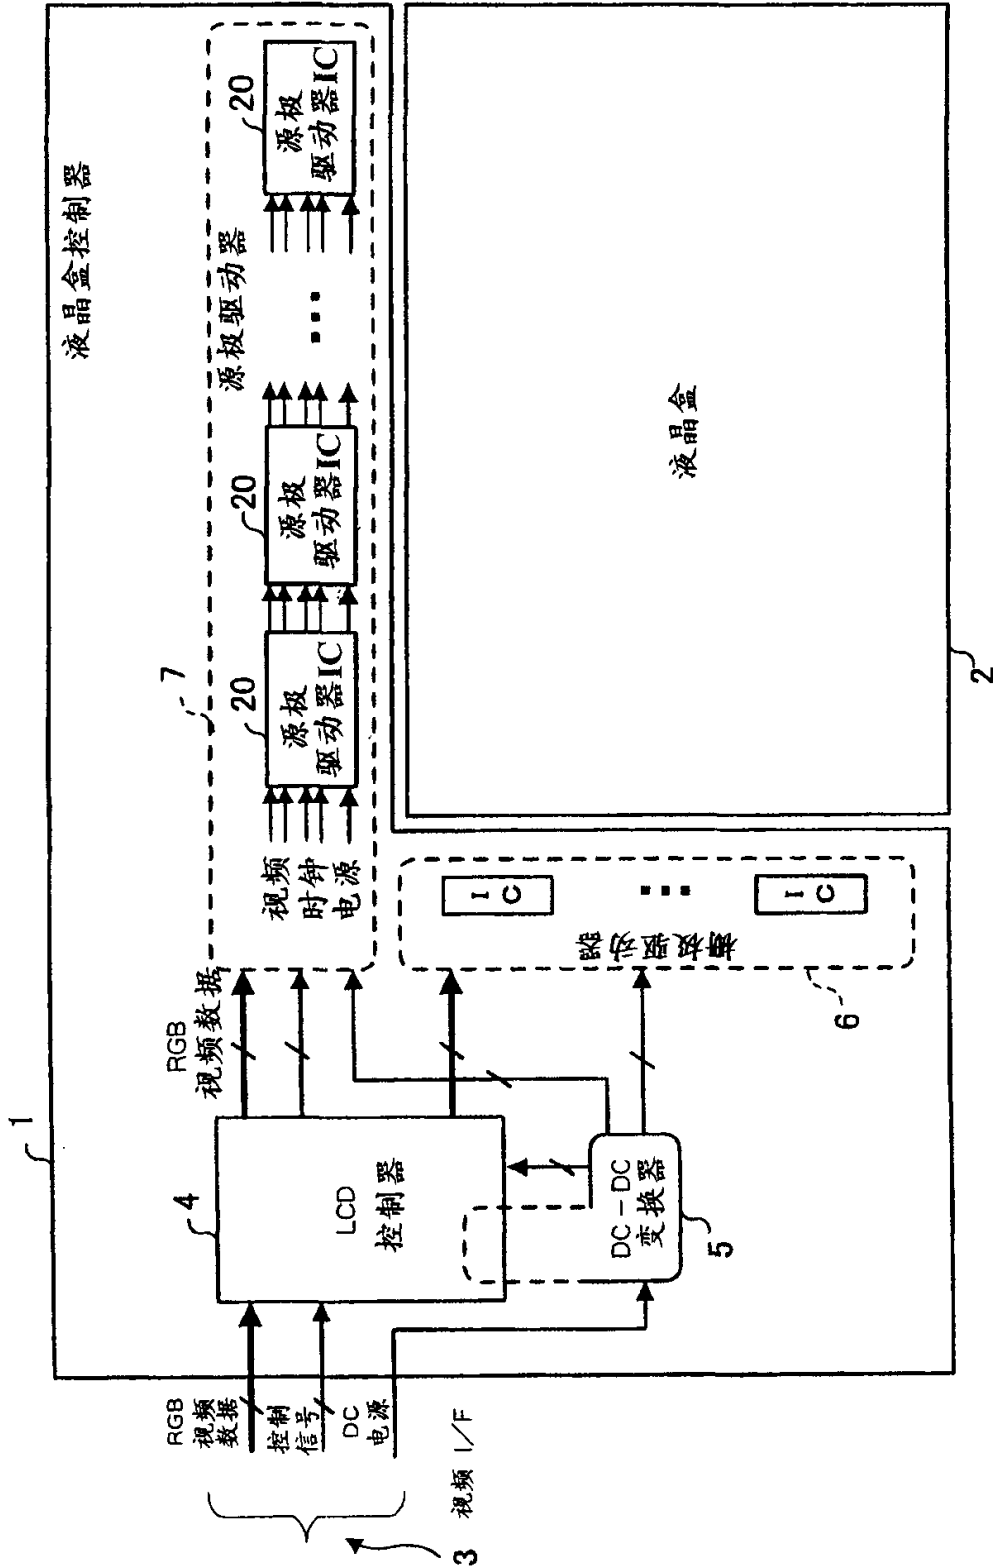 液晶盒控制器
1
7
源极驱动器
20
源极
驱动器IC
20
源极
驱动器IC
20
源极
驱动器IC
视频
时钟
电源
RGB
视频数据
4
LCD
控制器
RGB
视频
数据
控制
信号
DC
电源
视频 I/F
3
DC-DC
变换器
5
I
C
I
C
栅极驱动器
6
液晶盒
2